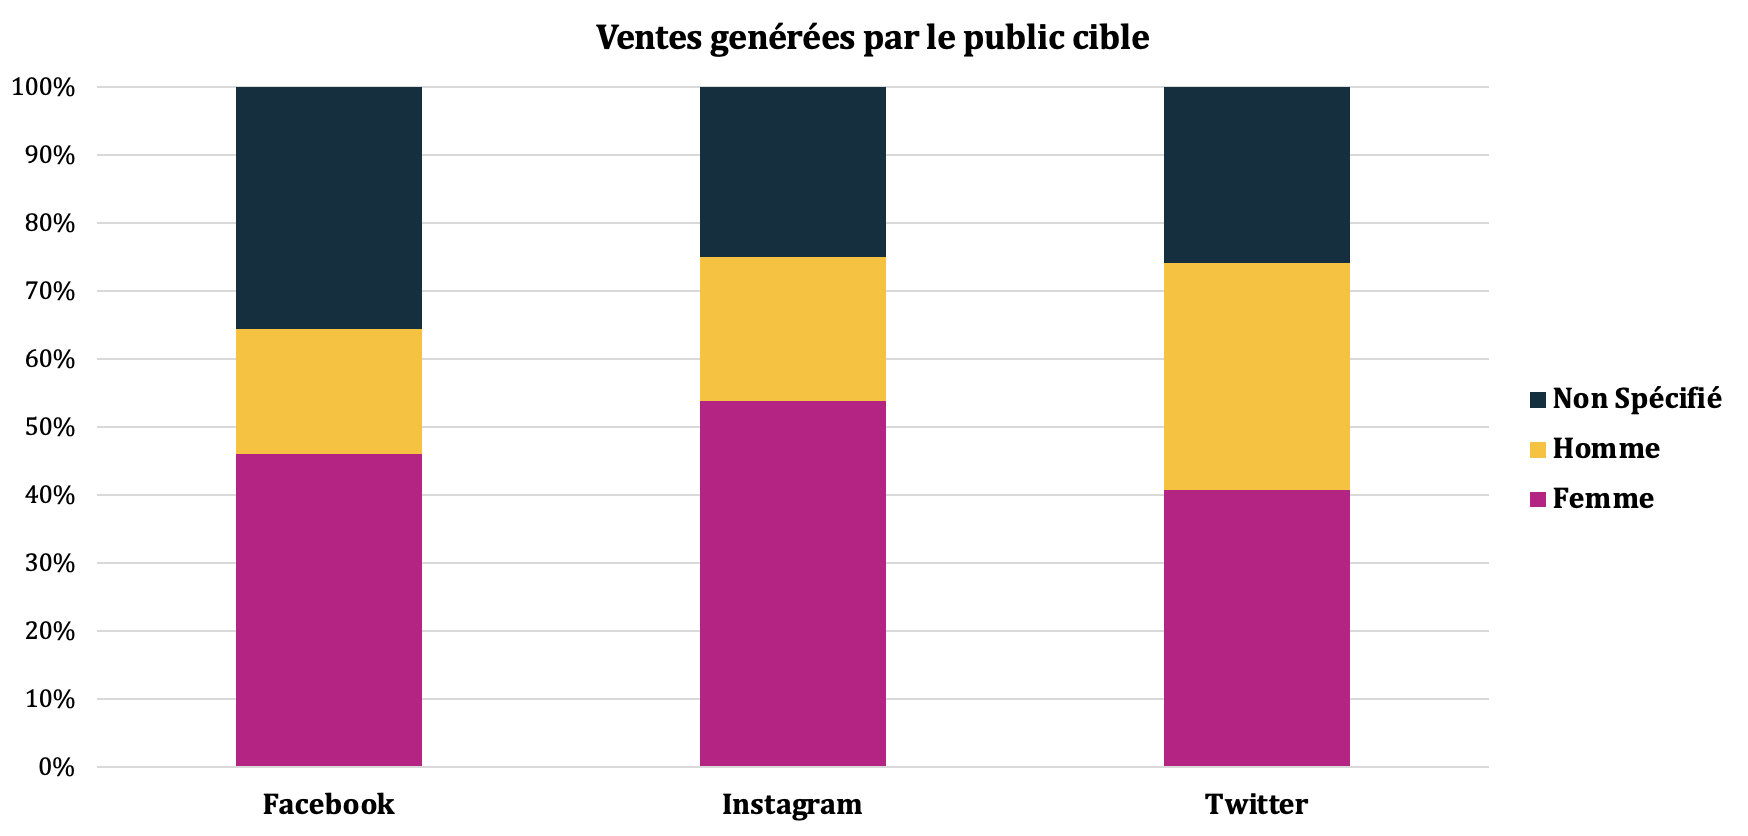 Ventes genérées par le public cible
100%
90%
80%
70%
60%
50%
40%
30%
20%
10%
0%
Facebook
Instagram
Twitter
Non Spécifié
Homme
Femme